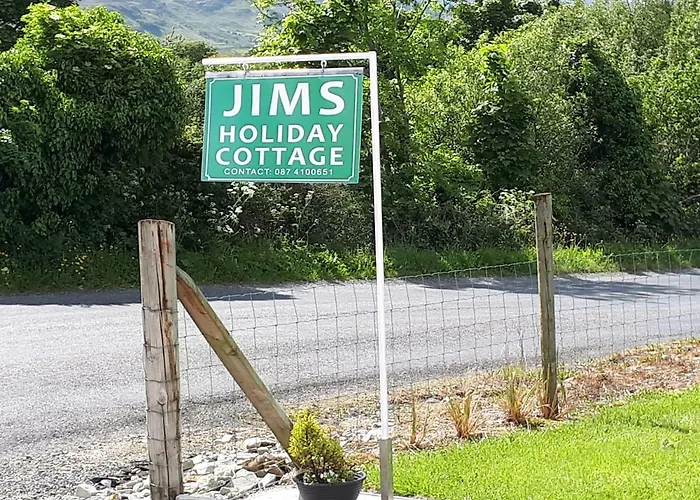 JIMS
HOLIDAY
COTTAGE
CONTACT: 087 4100651